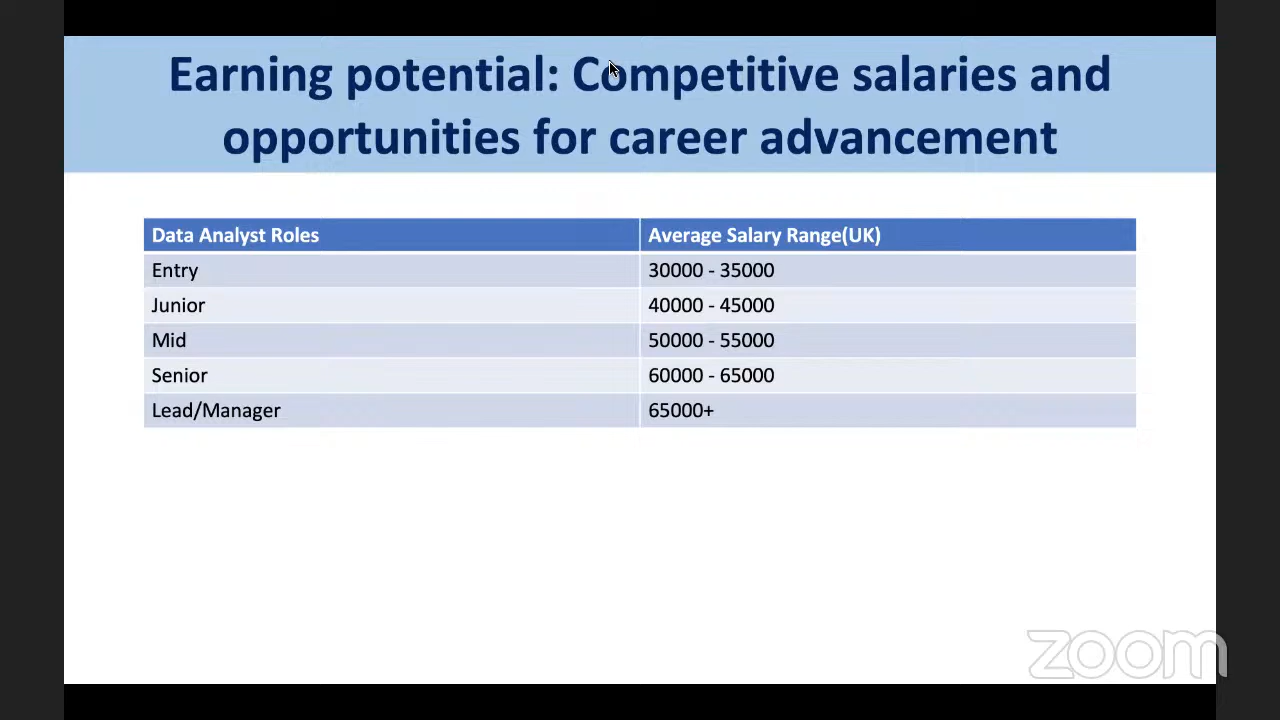 Earning potential: Competitive salaries and
opportunities for career advancement
Data Analyst Roles Average Salary Range(UK)
Entry 30000 - 35000
Junior 40000 - 45000
Mid 50000 - 55000
Senior 60000 - 65000
Lead/Manager 65000+
zoom